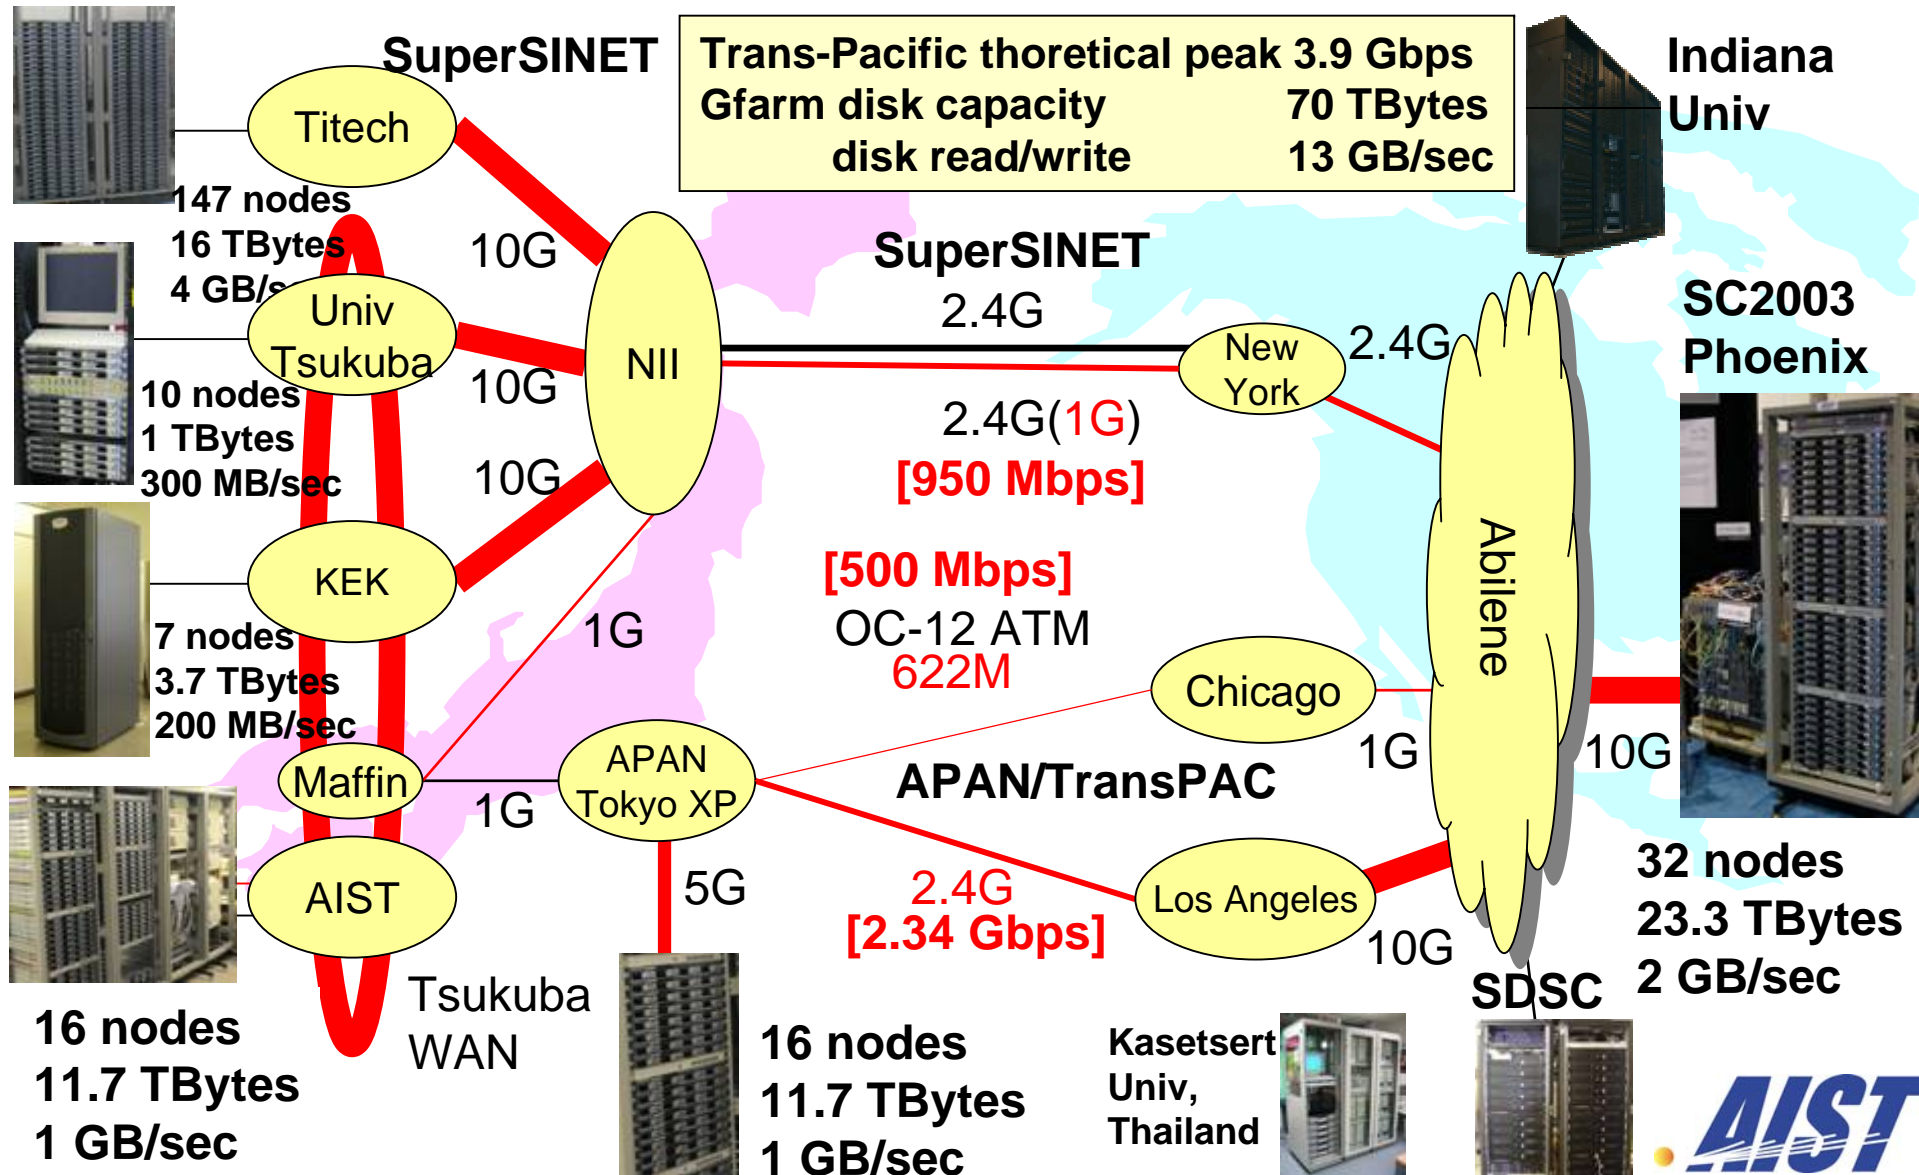 SuperSINET
Trans-Pacific thoretical peak 3.9 Gbps
Gfarm disk capacity 70 TBytes
disk read/write 13 GB/sec
Indiana
Univ
Titech
147 nodes
16 TBytes
4 GB/s
10G
SuperSINET
2.4G
Univ
Tsukuba
10G
NII
New
York
2.4G
SC2003
Phoenix
10 nodes
1 TBytes
300 MB/sec
2.4G(1G)
[950 Mbps]
10G
KEK
[500 Mbps]
OC-12 ATM
622M
1G
Abilene
7 nodes
3.7 TBytes
200 MB/sec
Chicago
1G
10G
Maffin
1G
APAN
Tokyo XP
APAN/TransPAC
AIST
5G
2.4G
[2.34 Gbps]
Los Angeles
10G
32 nodes
23.3 TBytes
2 GB/sec
Tsukuba
WAN
SDSC
16 nodes
11.7 TBytes
1 GB/sec
16 nodes
11.7 TBytes
1 GB/sec
Kasetsert
Univ,
Thailand
AIST